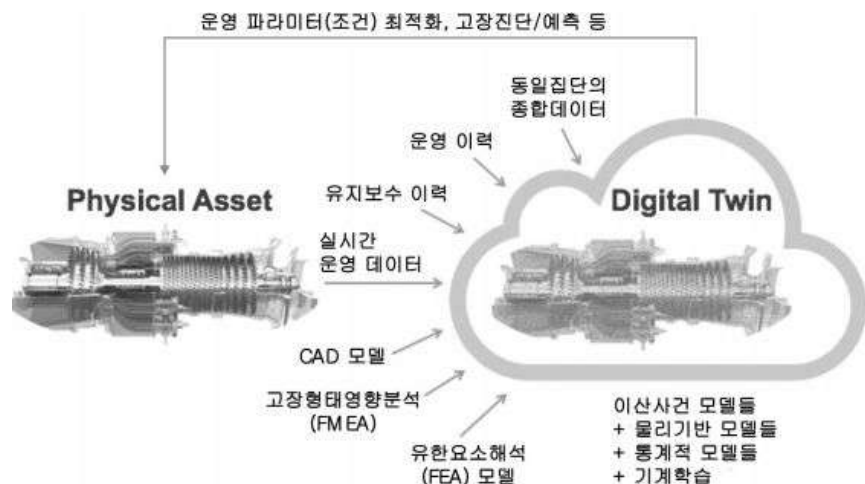 운영 파라미터(조건) 최적화, 고장진단/예측 등
동일집단의
종합데이터
운영 이력
Physical Asset
유지보수 이력
Digital Twin
실시간
운영 데이터
CAD 모델
고장형태영향분석
(FMEA)
유한요소해석
(FEA) 모델
이산사건 모델들
+ 물리기반 모델들
+ 통계적 모델들
+ 기계학습